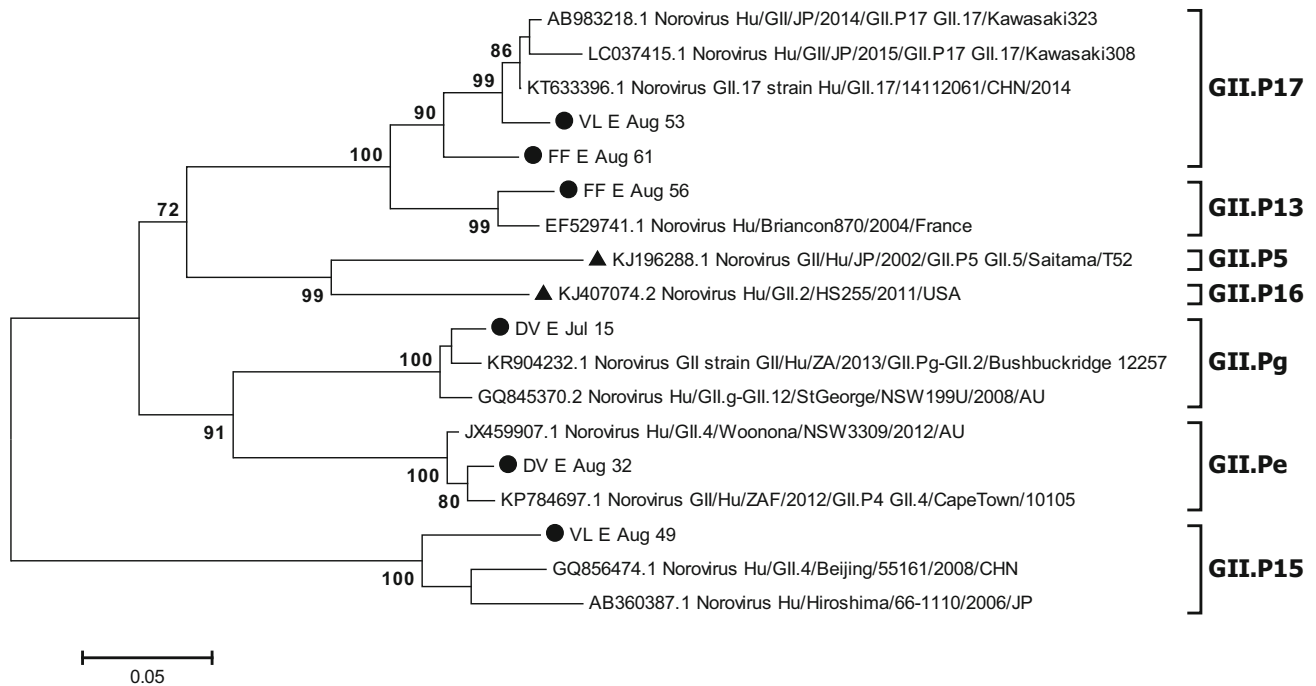 AB983218.1 Norovirus Hu/GII/JP/2014/GII.P17 GII.17/Kawasaki323
86
LC037415.1 Norovirus Hu/GII/JP/2015/GII.P17 GII.17/Kawasaki308
99
KT633396.1 Norovirus GII.17 strain Hu/GII.17/14112061/CHN/2014
GII.P17
90
VL E Aug 53
100
FF E Aug 61
FF E Aug 56
72
GII.P13
99
EF529741.1 Norovirus Hu/Briancon870/2004/France
KJ196288.1 Norovirus GII/Hu/JP/2002/GII.P5 GII.5/Saitama/T52
GII.P5
99
KJ407074.2 Norovirus Hu/GII.2/HS255/2011/USA
GII.P16
DV E Jul 15
100
KR904232.1 Norovirus GII strain GII/Hu/ZA/2013/GII.Pg-GII.2/Bushbuckridge 12257
GII.Pg
GQ845370.2 Norovirus Hu/GII.g-GII.12/StGeorge/NSW199U/2008/AU
91
JX459907.1 Norovirus Hu/GII.4/Woonona/NSW3309/2012/AU
100
DV E Aug 32
GII.Pe
80
KP784697.1 Norovirus GII/Hu/ZAF/2012/GII.P4 GII.4/CapeTown/10105
VL E Aug 49
100
GQ856474.1 Norovirus Hu/GII.4/Beijing/55161/2008/CHN
GII.P15
AB360387.1 Norovirus Hu/Hiroshima/66-1110/2006/JP
0.05